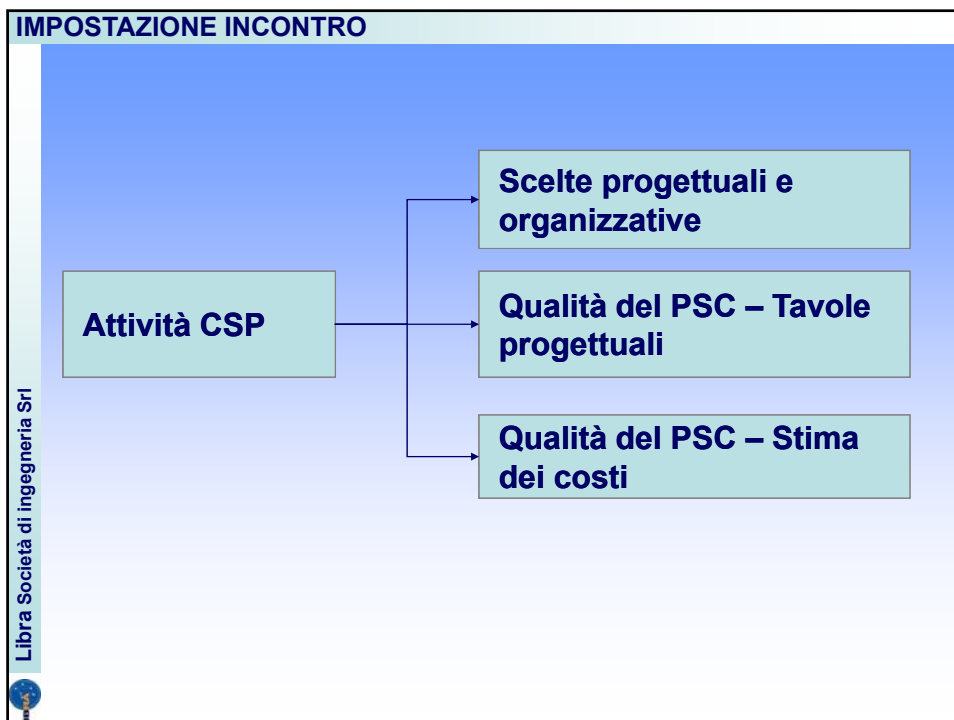 IMPOSTAZIONE INCONTRO
Attività CSP
Scelte progettuali e
organizzative
Qualità del PSC – Tavole
progettuali
Qualità del PSC – Stima
dei costi
Libra Società di ingegneria Srl